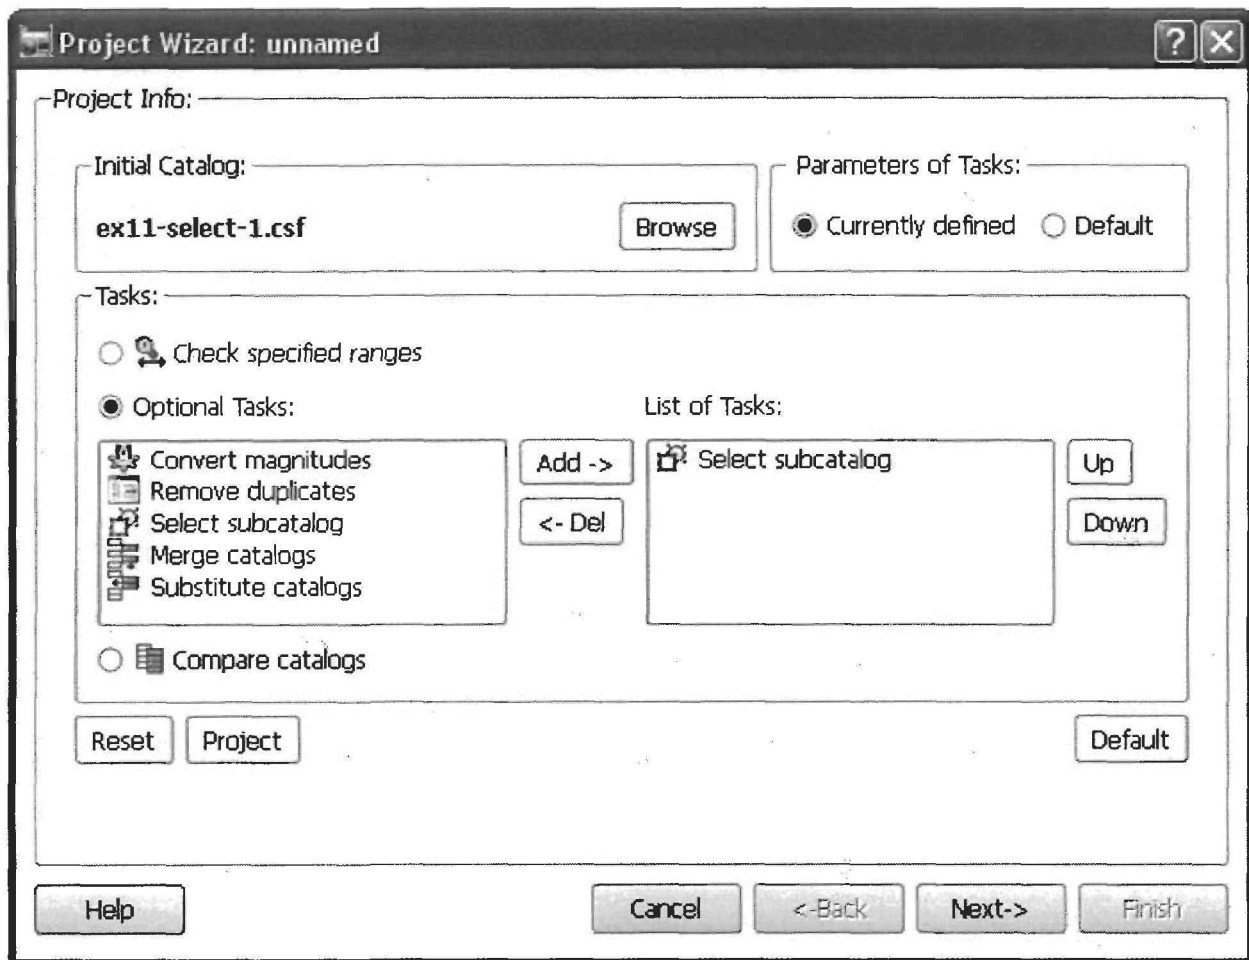 Project Wizard: unnamed
Project Info:
Initial Catalog:
ex11-select-1.csf
Browse
Parameters of Tasks:
Currently defined
Default
Tasks:
Check specified ranges
Optional Tasks:
List of Tasks:
Convert magnitudes
Remove duplicates
Select subcatalog
Merge catalogs
Substitute catalogs
Add ->
<- Del
Select subcatalog
Up
Down
Compare catalogs
Reset
Project
Default
Help
Cancel
<-Back
Next->
Finish